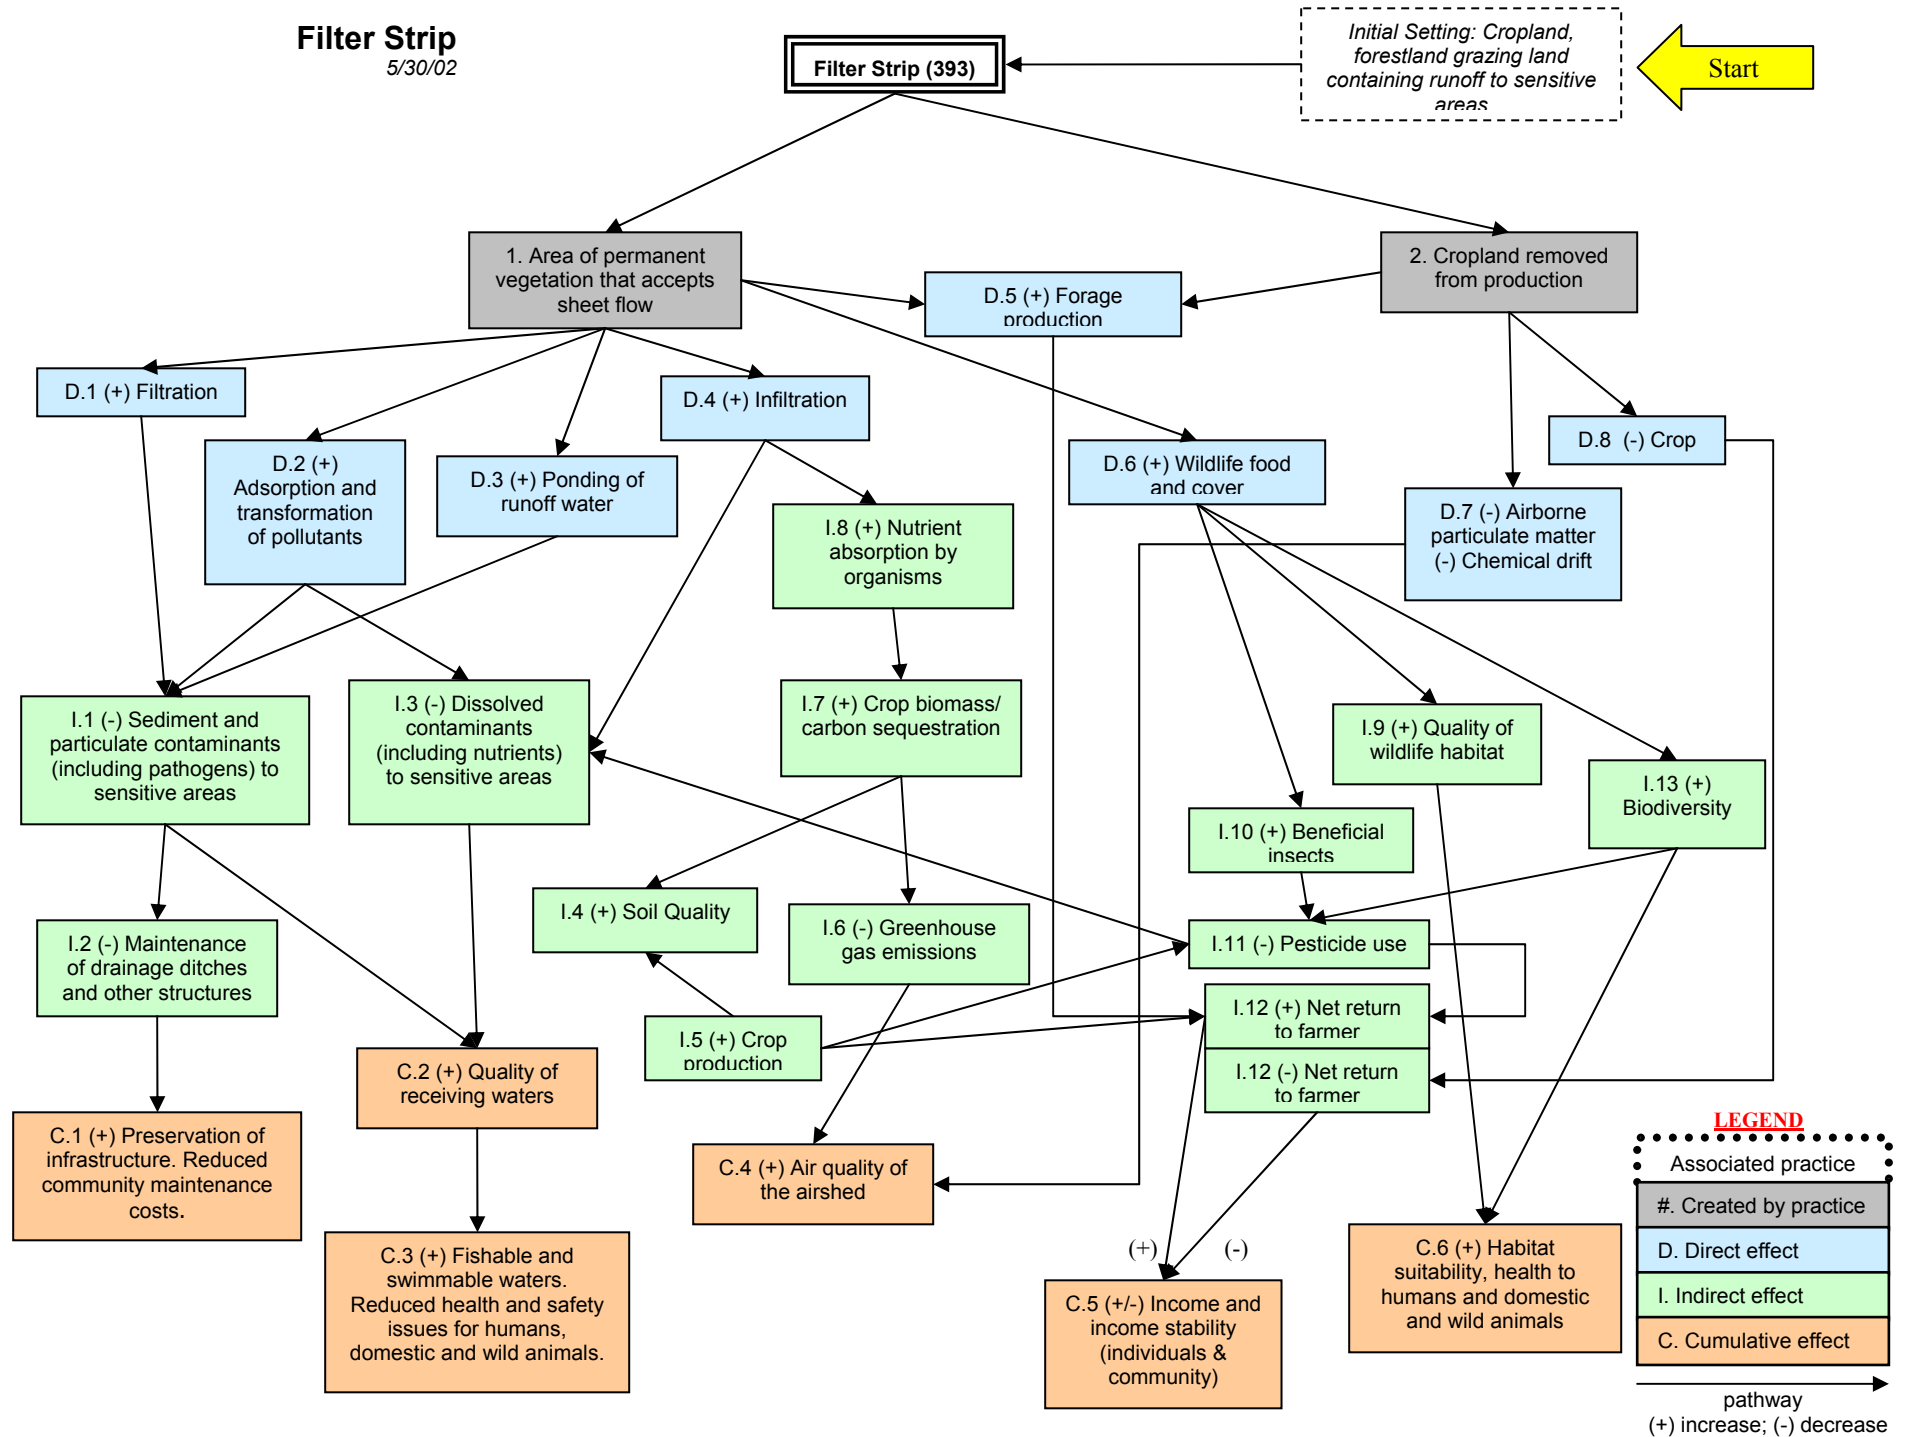 Filter Strip
5/30/02
Filter Strip (393)
Initial Setting: Cropland,
forestland grazing land
containing runoff to sensitive
areas
Start
1. Area of permanent
vegetation that accepts
sheet flow
2. Cropland removed
from production
D.5 (+) Forage
production
D.1 (+) Filtration
D.4 (+) Infiltration
D.8  (-) Crop
D.2 (+)
Adsorption and
transformation
of pollutants
D.3 (+) Ponding of
runoff water
D.6 (+) Wildlife food
and cover
D.7 (-) Airborne
particulate matter
(-) Chemical drift
I.8 (+) Nutrient
absorption by
organisms
I.1 (-) Sediment and
particulate contaminants
(including pathogens) to
sensitive areas
I.3 (-) Dissolved
contaminants
(including nutrients)
to sensitive areas
I.7 (+) Crop biomass/
carbon sequestration
I.9 (+) Quality of
wildlife habitat
I.13 (+)
Biodiversity
I.10 (+) Beneficial
insects
I.4 (+) Soil Quality
I.6 (-) Greenhouse
gas emissions
I.11 (-) Pesticide use
I.2 (-) Maintenance
of drainage ditches
and other structures
I.12 (+) Net return
to farmer
I.5 (+) Crop
production
I.12 (-) Net return
to farmer
C.2 (+) Quality of
receiving waters
C.1 (+) Preservation of
infrastructure. Reduced
community maintenance
costs.
C.4 (+) Air quality of
the airshed
C.3 (+) Fishable and
swimmable waters.
Reduced health and safety
issues for humans,
domestic and wild animals.
(+)
(-)
C.5 (+/-) Income and
income stability
(individuals &
community)
C.6 (+) Habitat
suitability, health to
humans and domestic
and wild animals
LEGEND
Associated practice
#. Created by practice
D. Direct effect
I. Indirect effect
C. Cumulative effect
pathway
(+) increase; (-) decrease